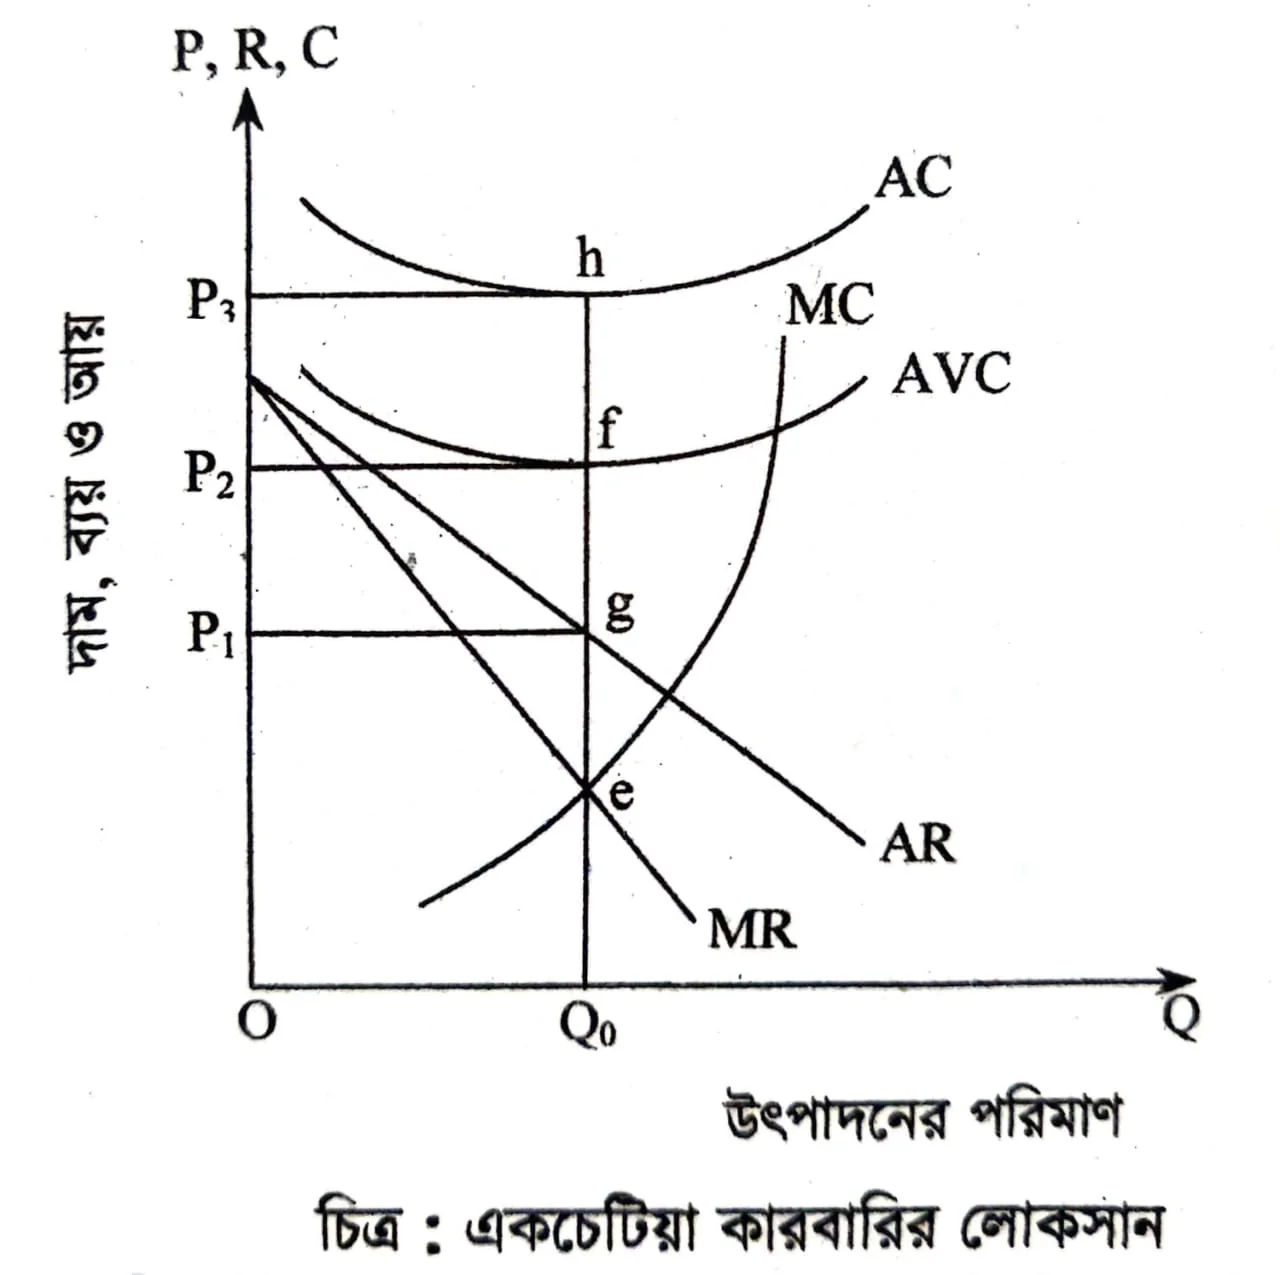 P, R, C
AC
h
MC
P₃
AVC
f
P₂
দাম, ব্যয় ও আয়
g
P₁
e
AR
MR
O Q₀ Q
উৎপাদনের পরিমাণ
চিত্র : একচেটিয়া কারবারির লোকসান